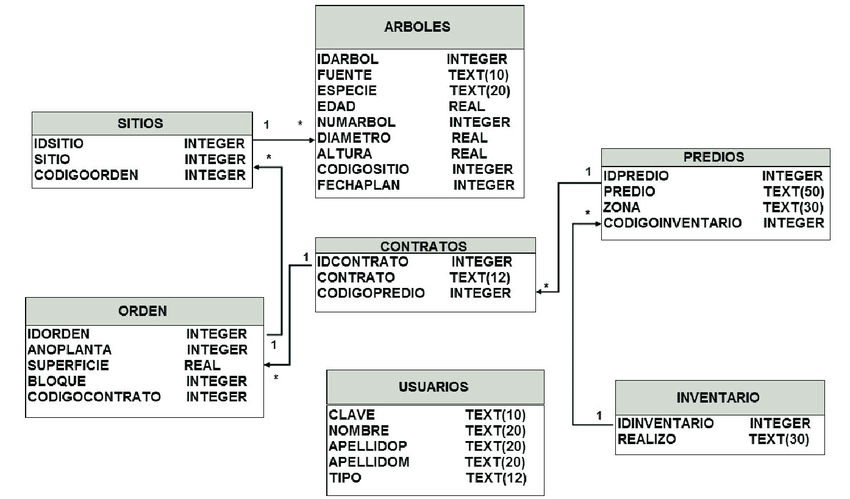 ARBOLES
IDARBOL INTEGER
FUENTE TEXT(10)
ESPECIE TEXT(20)
EDAD REAL
NUMARBOL INTEGER
DIAMETRO REAL
ALTURA REAL
CODIGOSITIO INTEGER
FECHAPLAN INTEGER
SITIOS
IDSITIO INTEGER
SITIO INTEGER
CODIGOORDEN INTEGER
1 *
*
PREDIOS
IDPREDIO INTEGER
PREDIO TEXT(50)
ZONA TEXT(30)
CODIGOINVENTARIO INTEGER
1
*
CONTRATOS
IDCONTRATO INTEGER
CONTRATO TEXT(12)
CODIGOPREDIO INTEGER
1
*
ORDEN
IDORDEN INTEGER
ANOPLANTA INTEGER
SUPERFICIE REAL
BLOQUE INTEGER
CODIGOCONTRATO INTEGER
1
*
USUARIOS
CLAVE TEXT(10)
NOMBRE TEXT(20)
APELLIDOP TEXT(20)
APELLIDOM TEXT(20)
TIPO TEXT(12)
INVENTARIO
IDINVENTARIO INTEGER
REALIZO TEXT(30)
1